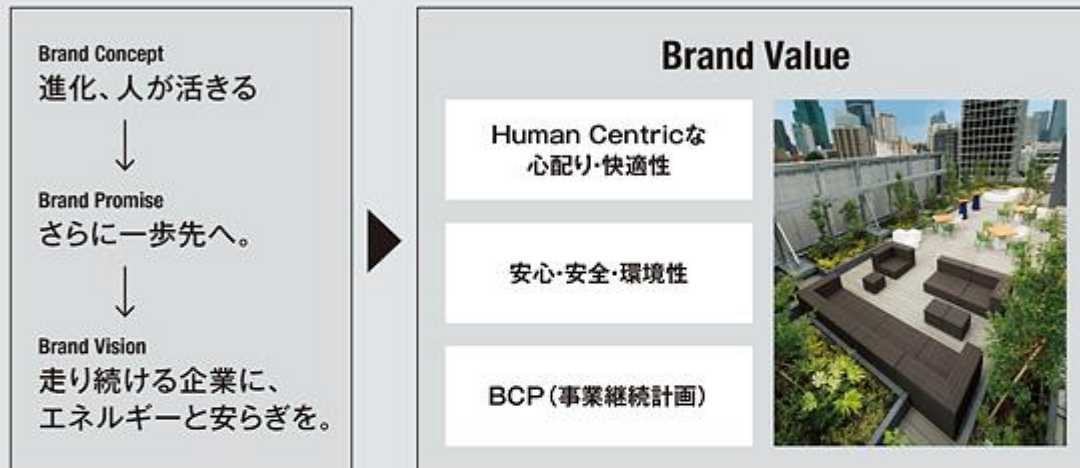 Brand Concept
進化、人が活きる
Brand Promise
さらに一歩先へ。
Brand Vision
走り続ける企業に、
エネルギーと安らぎを。
Brand Value
Human Centricな
心配り・快適性
安心・安全・環境性
BCP（事業継続計画）